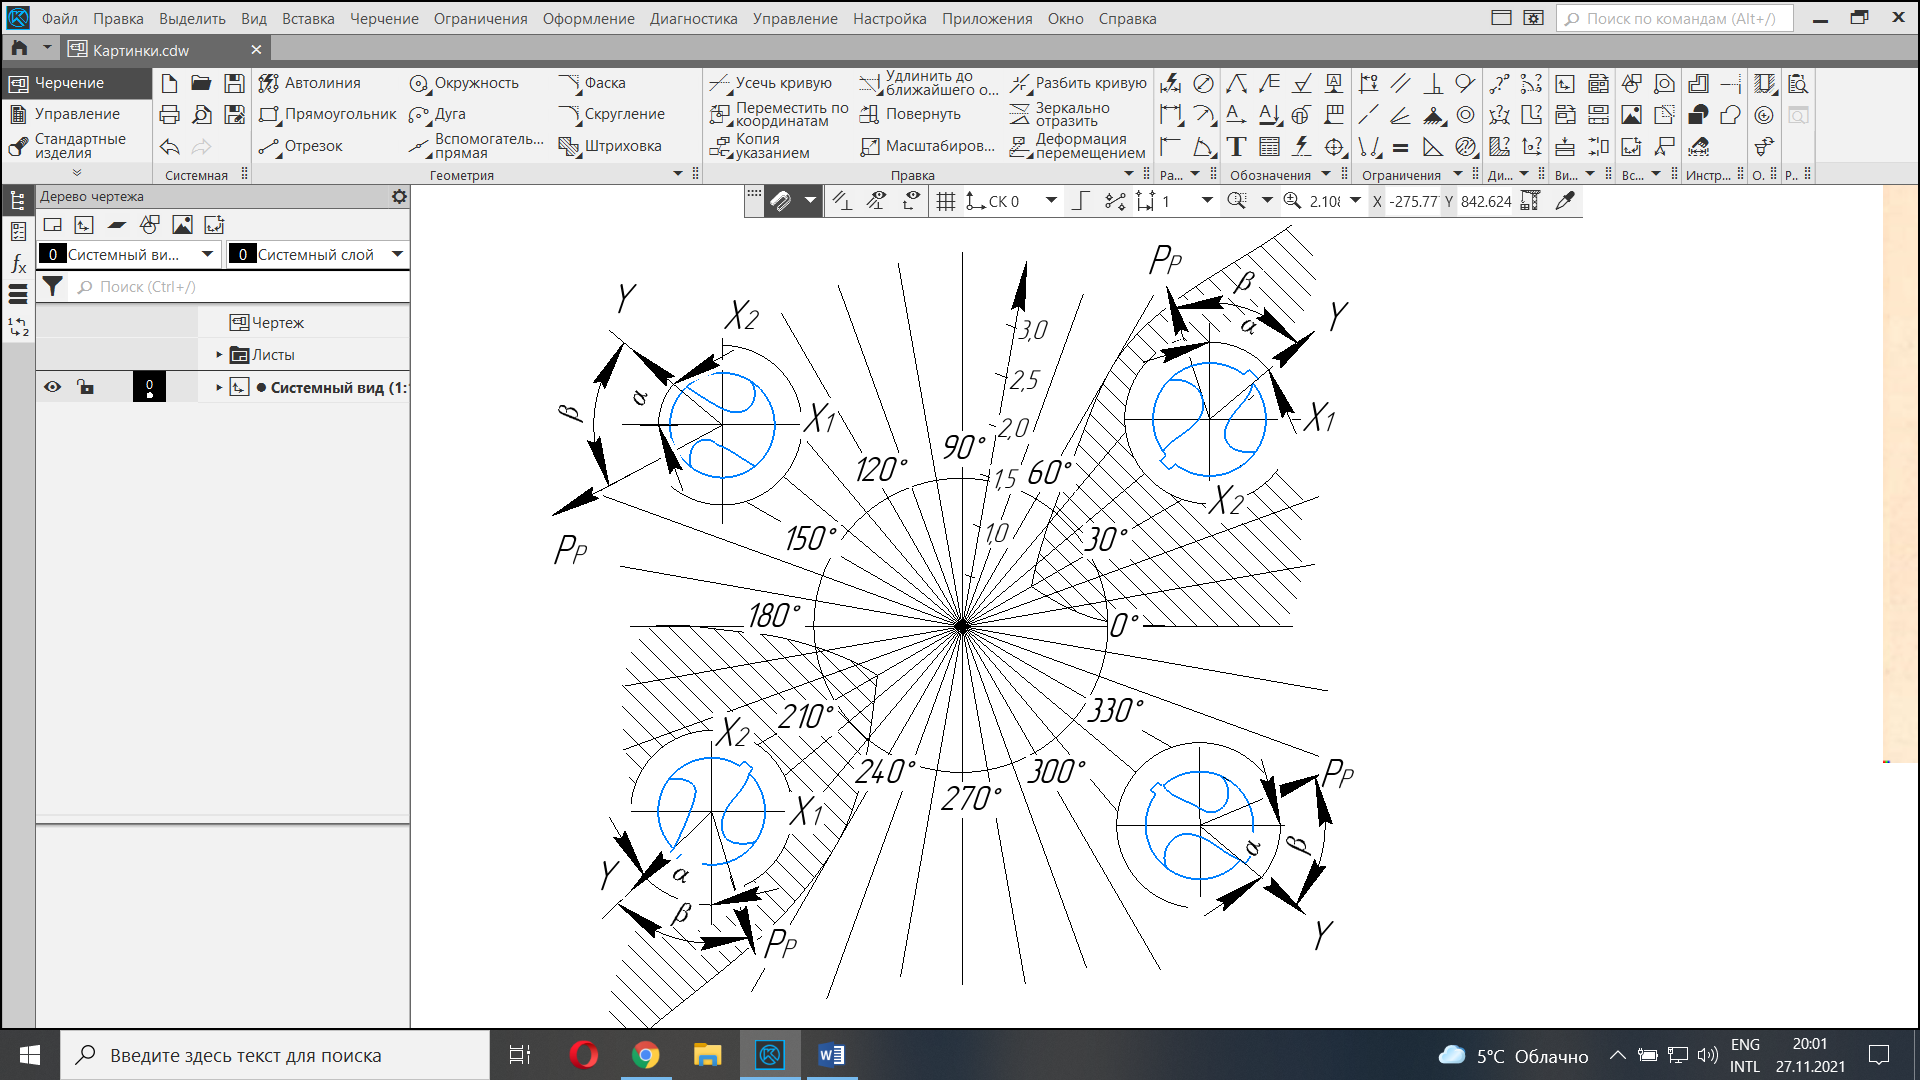 Файл Правка Выделить Вид Вставка Черчение Ограничения Оформление Диагностика Управление Настройка Приложения Окно Справка
Поиск по командам (Alt+/)
Картинки.cdw
Черчение
Управление
Стандартные
изделия
Системная
Автолиния
Прямоугольник
Отрезок
Окружность
Дуга
Вспомогатель...
прямая
Фаска
Скругление
Штриховка
Геометрия
Усечь кривую
Переместить по
координатам
Копия
указанием
Удлинить до
ближайшего о...
Повернуть
Масштабиров...
Разбить кривую
Зеркально
отразить
Деформация
перемещением
Правка
Ра...
Обозначения
Ограничения
Ди...
Ви...
Вс...
Инстр...
О.
Р..
Дерево чертежа
0 Системный ви...
0 Системный слой
Поиск (Ctrl+/)
Чертеж
Листы
0
Системный вид (1:
СК 0
1
2.108
X -275.77
Y 842.624
Y
X2
X1
α
β
Pp
Pp
β
α
Y
X1
X2
3,0
2,5
2,0
1,5
1,0
90°
120°
60°
150°
30°
180°
0°
210°
330°
240°
300°
270°
X2
X1
Y
α
β
Pp
Pp
α
β
Y
Введите здесь текст для поиска
5°C Облачно
ENG
INTL
20:01
27.11.2021